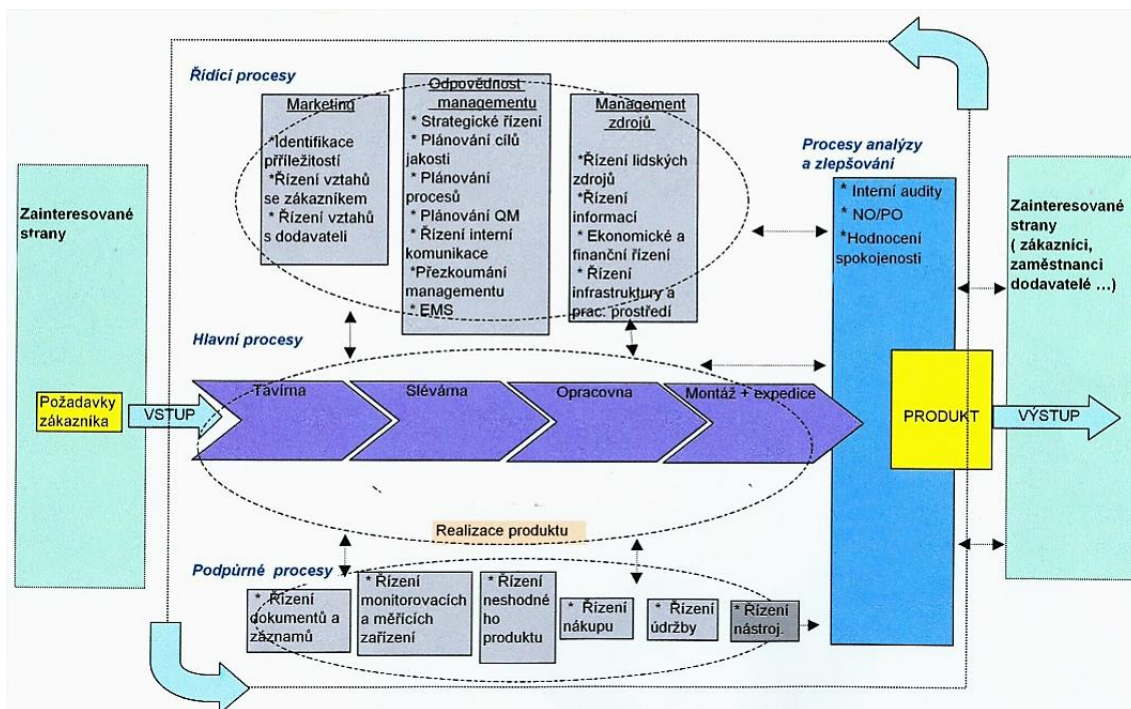 Řídící procesy
Marketing
*Identifikace
přříležitostí
*Řízení vztahů
se zákazníkem
* Řízení vztahů
s dodavateli
Odpovědnost
managementu
* Strategické řízení
* Plánování cílů
jakosti
* Plánování
procesů
* Plánování QM
* Řízení interní
komunikace
*Přezkoumání
managementu
* EMS
Management
zdrojů
*Řízení lidských
zdrojů
*Řízení
informací
* Ekonomické a
finanční řízení
* Řízení
infrastruktury a
prac. prostředí
Procesy analýzy
a zlepšování
* Interní audity
* NO/PO
*Hodnocení
spokojenosti
Zainteresované
strany
Zainteresované
strany
( zákazníci,
zaměstnanci
dodavatelé ...)
Hlavní procesy
Požadavky
zákazníka
VSTUP
Tavírna
Slévárna
Opracovna
Montáž + expedice
PRODUKT
VÝSTUP
Realizace produktu
Podpůrné procesy
* Řízení
dokumentů a
záznamů
* Řízení
monitorovacích
a měřících
zařízení
* Řízení
neshodné
ho produktu
* Řízení
nákupu
* Řízení
údržby
* Řízení
nástroj.